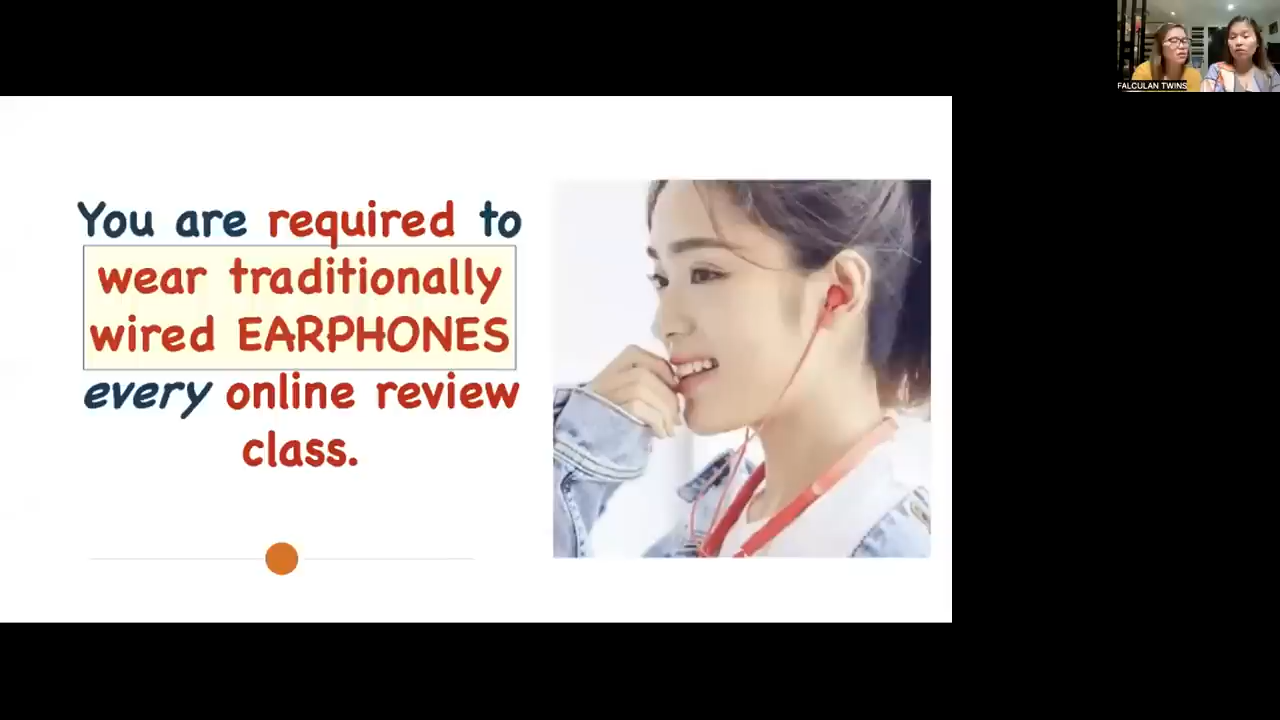 FALCULAN TWINS
You are required to
wear traditionally
wired EARPHONES
every online review
class.